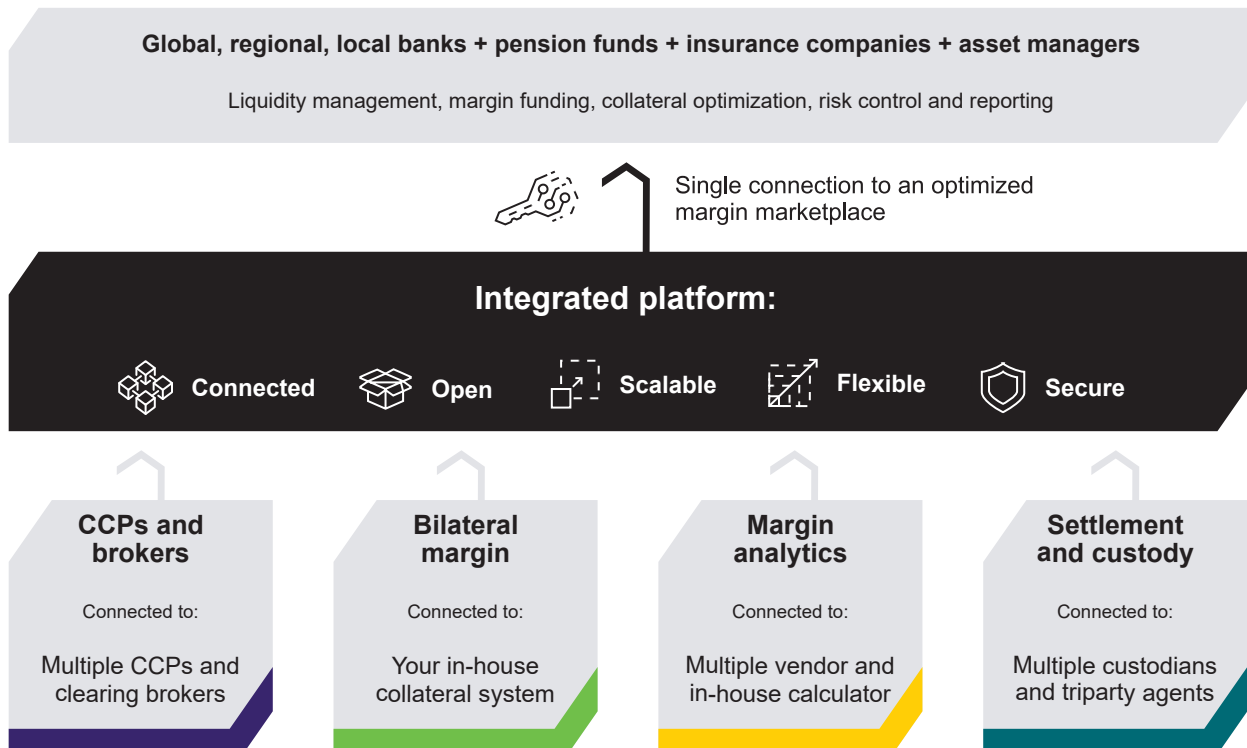 Global, regional, local banks + pension funds + insurance companies + asset managers
Liquidity management, margin funding, collateral optimization, risk control and reporting
Single connection to an optimized
margin marketplace
Integrated platform:
Connected
Open
Scalable
Flexible
Secure
CCPs and
brokers
Connected to:
Multiple CCPs and
clearing brokers
Bilateral
margin
Connected to:
Your in-house
collateral system
Margin
analytics
Connected to:
Multiple vendor and
in-house calculator
Settlement
and custody
Connected to:
Multiple custodians
and triparty agents